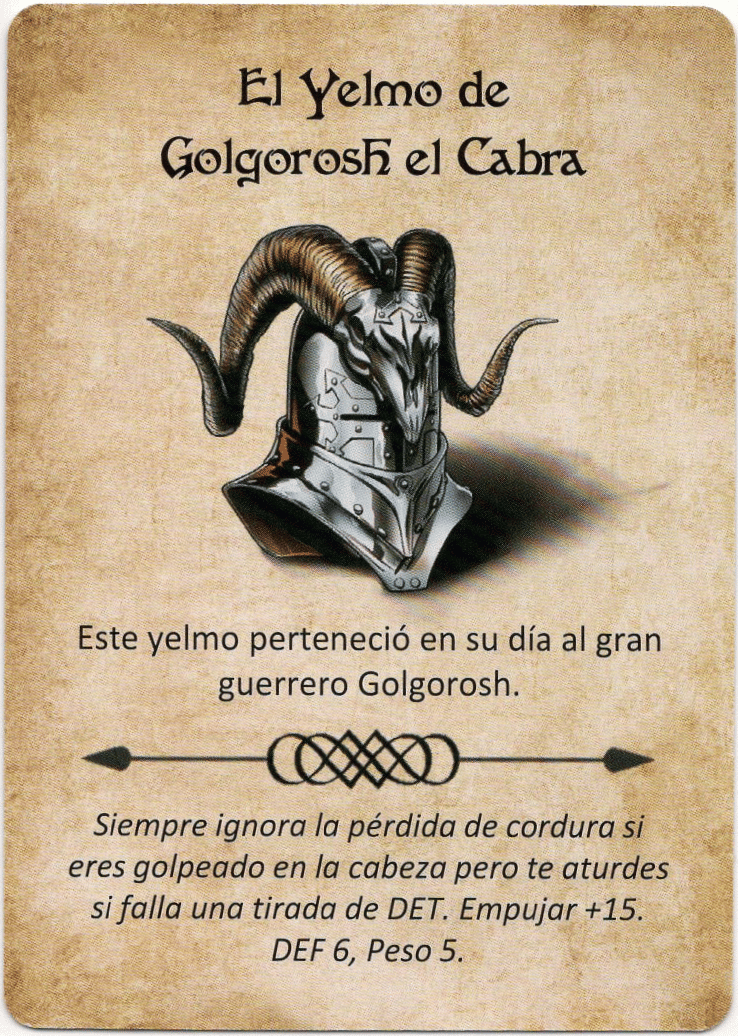 El Yelmo de
Golgorosh el Cabra
Este yelmo perteneció en su día al gran
guerrero Golgorosh.
Siempre ignora la pérdida de cordura si
eres golpeado en la cabeza pero te aturdes
si falla una tirada de DET. Empujar +15.
DEF 6, Peso 5.